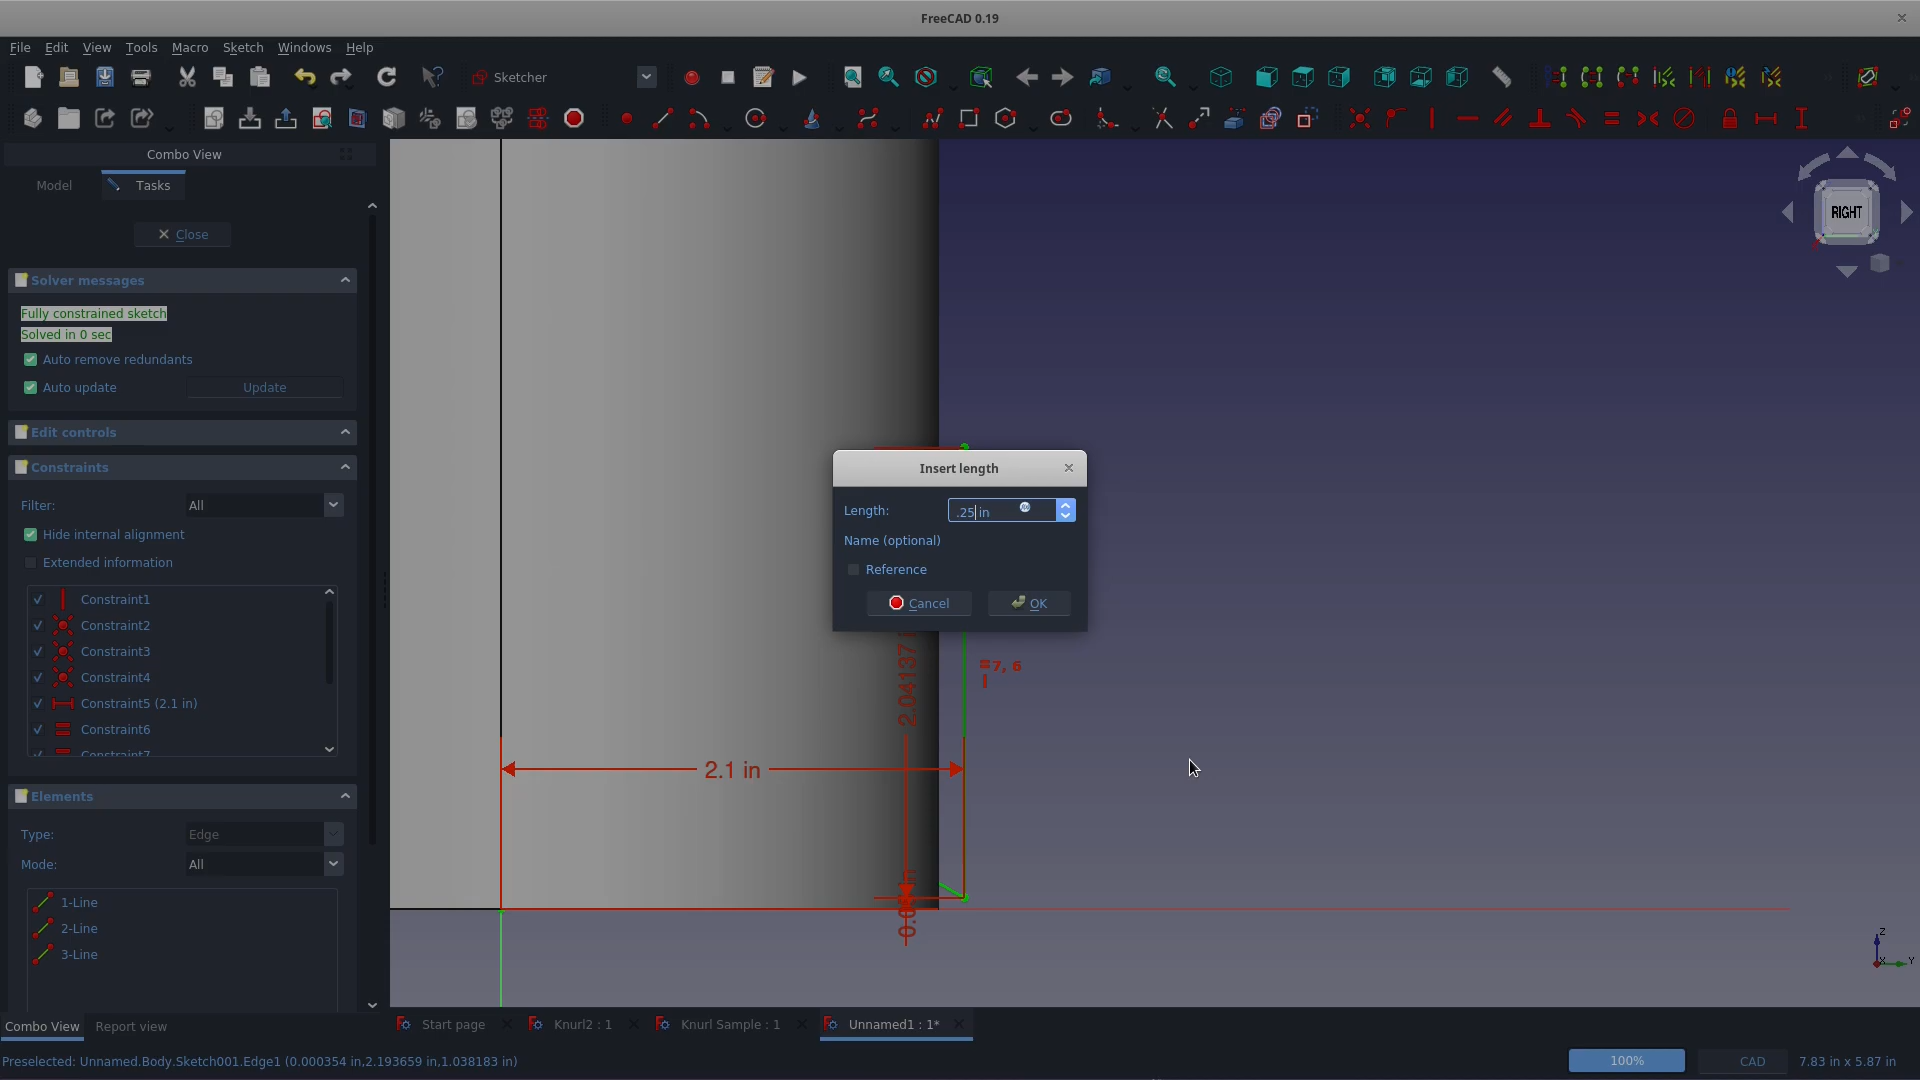 FreeCAD 0.19
File Edit View Tools Macro Sketch Windows Help
Sketcher
Combo View
Model Tasks
Close
Solver messages
Fully constrained sketch
Solved in 0 sec
Auto remove redundants
Auto update Update
Edit controls
Constraints
Filter: All
Hide internal alignment
Extended information
Constraint1
Constraint2
Constraint3
Constraint4
Constraint5 (2.1 in)
Constraint6
Constraint7
Elements
Type: Edge
Mode: All
1-Line
2-Line
3-Line
RIGHT
Insert length
Length: .25 in
Name (optional)
Reference
Cancel OK
2.04137
=7, 6
2.1 in
Z
X Y
Combo View Report view
Start page Knurl2 : 1 Knurl Sample : 1 Unnamed1 : 1*
Preselected: Unnamed.Body.Sketch001.Edge1 (0.000354 in,2.193659 in,1.038183 in)
100% CAD 7.83 in x 5.87 in